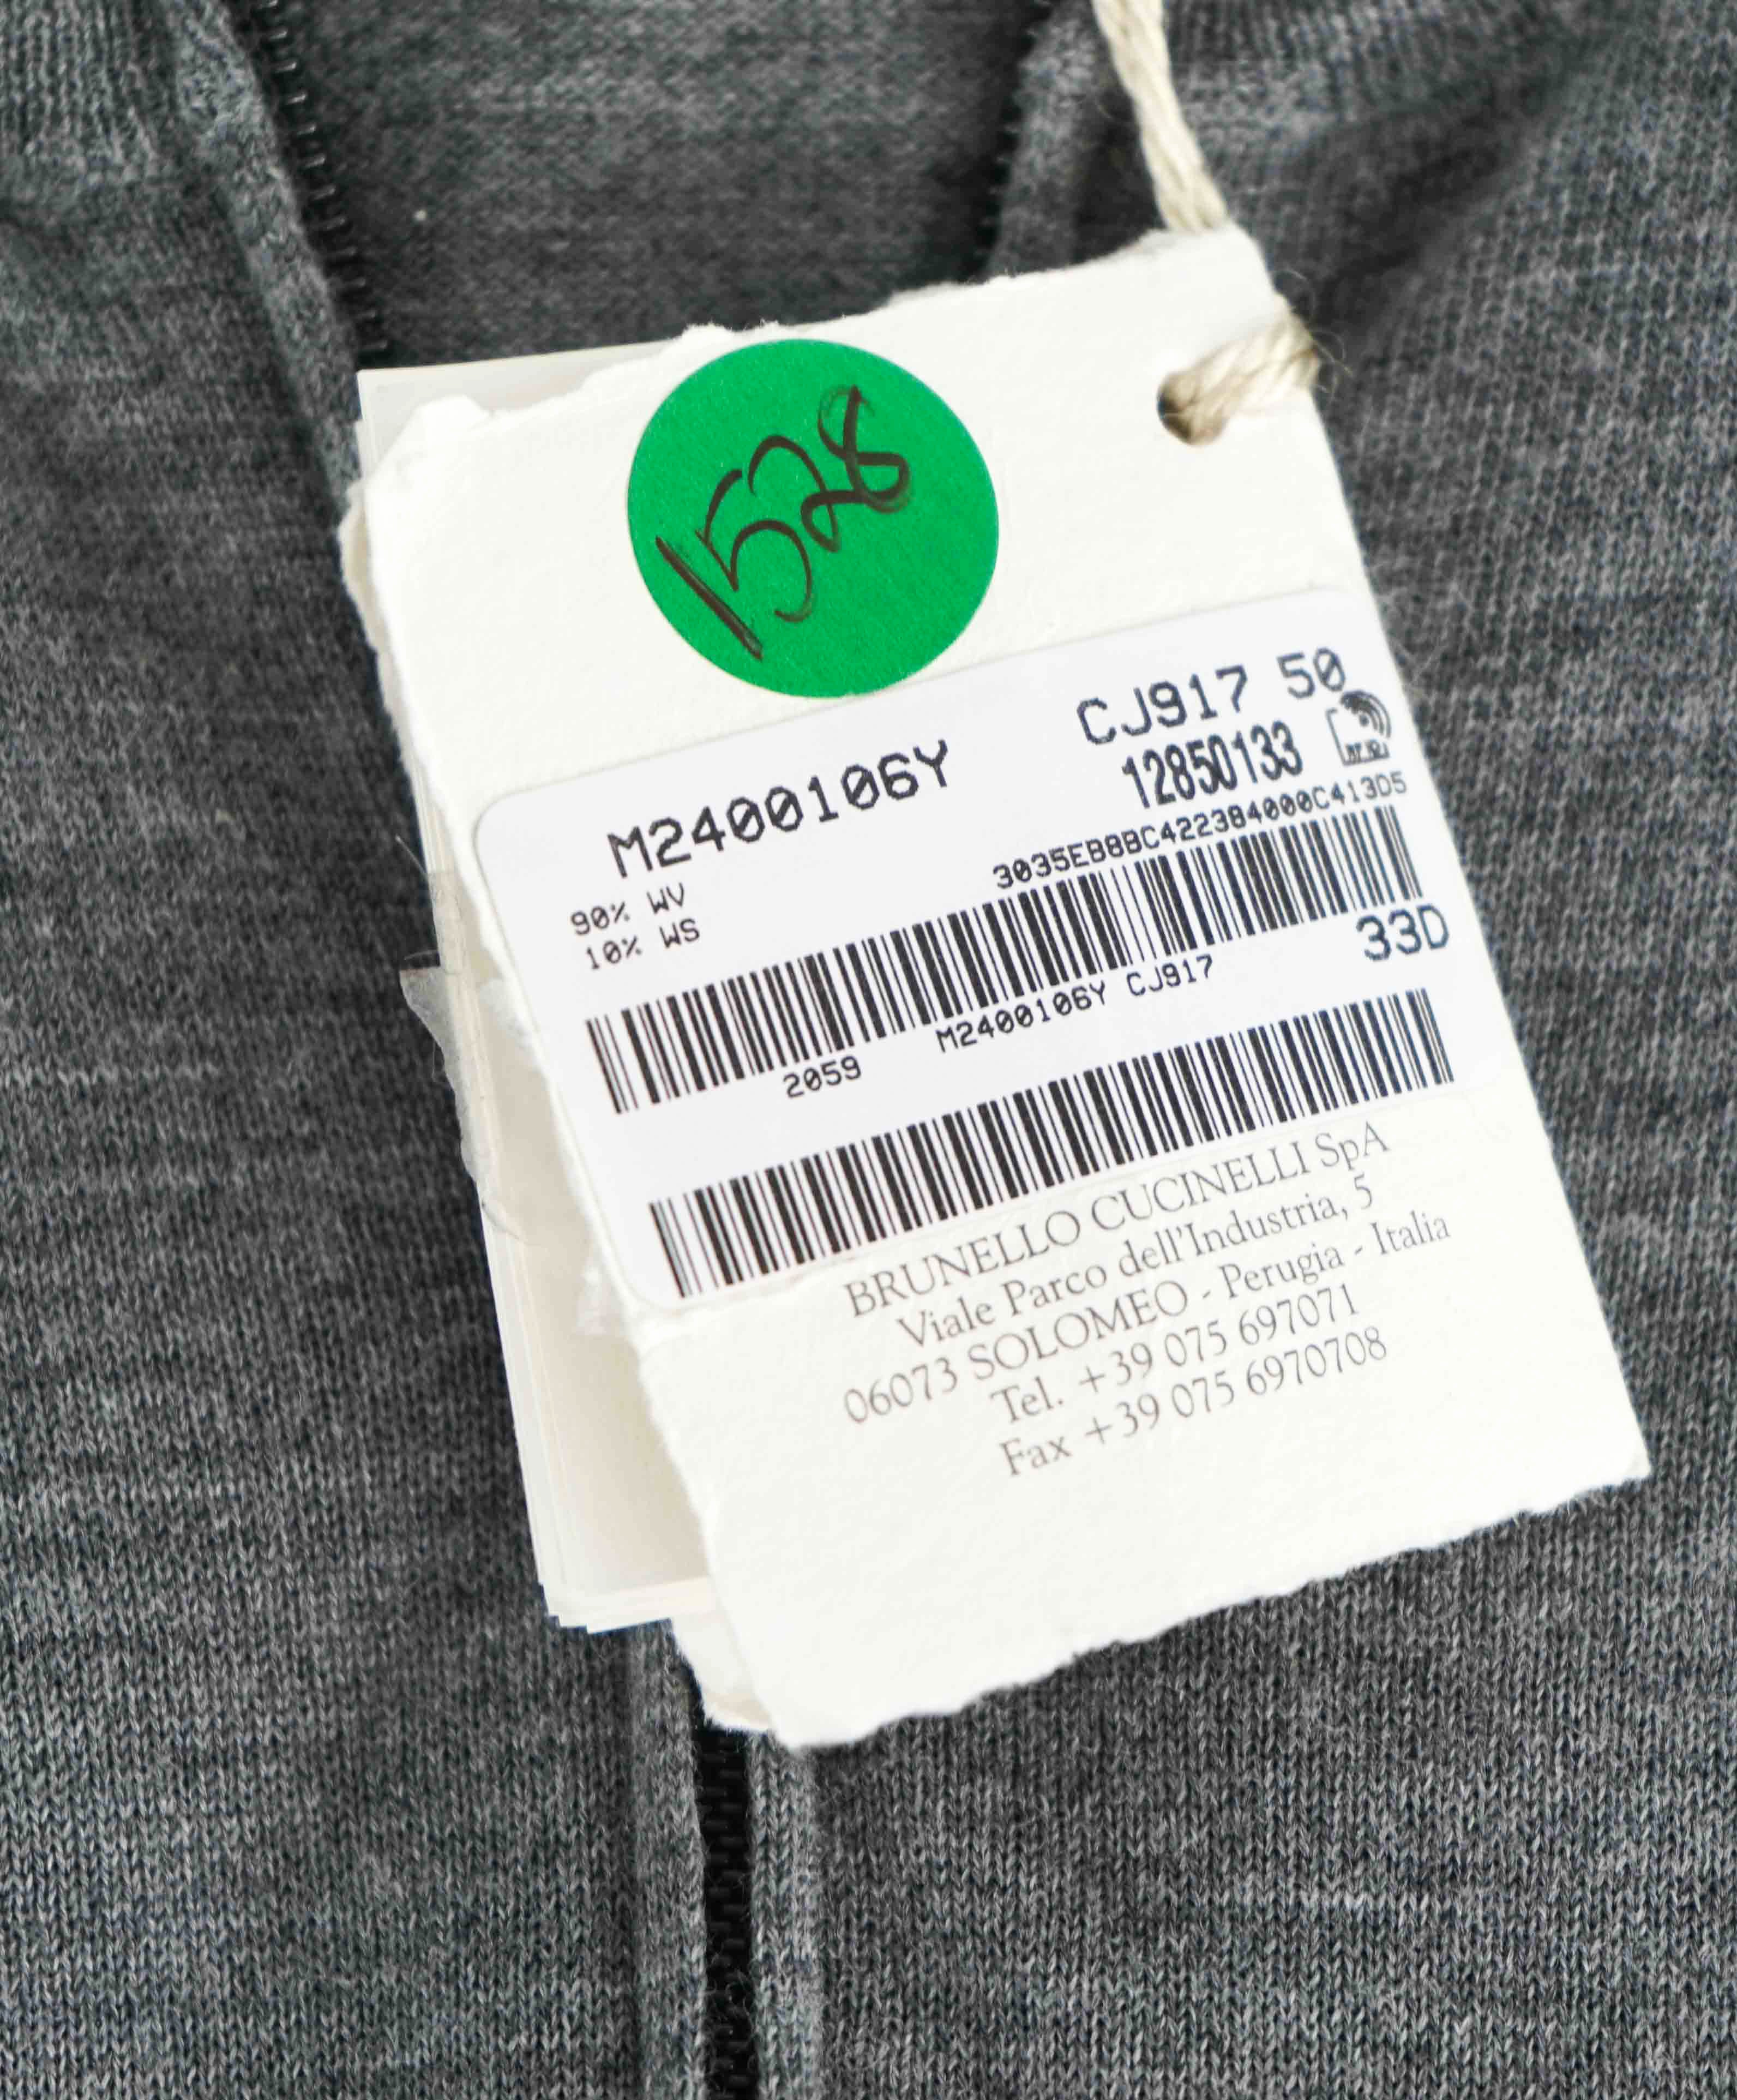 1528
CJ917 50
M2400106Y
12850133
RFID
3035EB8BC422384000C413D5
90% WV
10% WS
33D
2059 M2400106Y CJ917
BRUNELLO CUCINELLI SpA
Viale Parco dell'Industria, 5
06073 SOLOMEO - Perugia - Italia
Tel. +39 075 697071
Fax +39 075 6970708